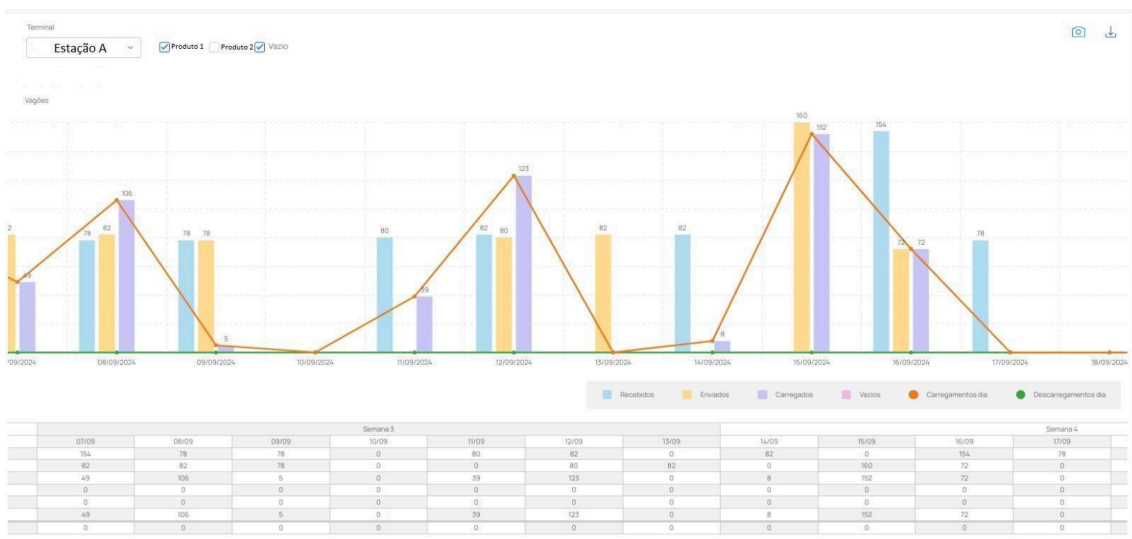 Terminal
Estação A
Produto 1 Produto 2 Vazio
Vagões
160
152
154
123
106
2 78 82 78 78 80 82 80 82 82 72 72 78
49 5 39 8
/09/2024 08/09/2024 09/09/2024 10/09/2024 11/09/2024 12/09/2024 13/09/2024 14/09/2024 15/09/2024 16/09/2024 17/09/2024 18/09/2024
Recebidos Enviados Carregados Vazios Carregamentos dia Descarregamentos dia
Semana 3 Semana 4
07/09 08/09 09/09 10/09 11/09 12/09 13/09 14/09 15/09 16/09 17/09
154 78 78 0 80 82 0 82 0 154 78
82 82 78 0 0 80 82 0 160 72 0
49 106 5 0 39 123 0 8 152 72 0
0 0 0 0 0 0 0 0 0 0 0
0 0 0 0 0 0 0 0 0 0 0
49 106 5 0 39 123 0 8 152 72 0
0 0 0 0 0 0 0 0 0 0 0